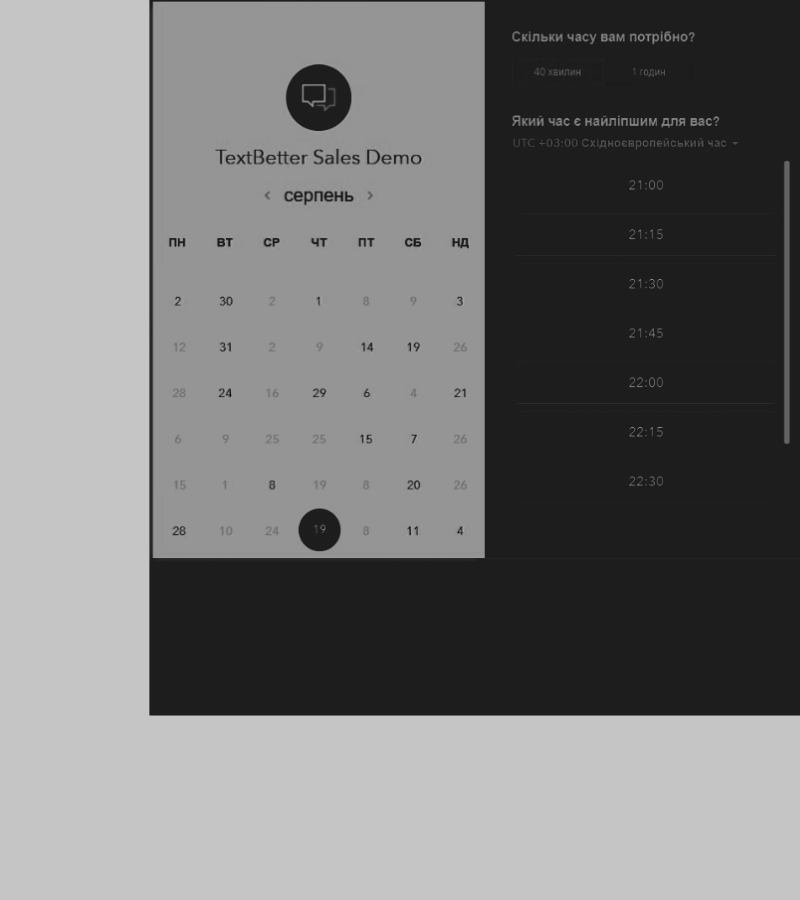 TextBetter Sales Demo
серпень
ПН ВТ СР ЧТ ПТ СБ НД
2 30 2 1 8 9 3
12 31 2 9 14 19 26
28 24 16 29 6 4 21
6 9 25 25 15 7 26
15 1 8 19 8 20 26
28 10 24 19 8 11 4
Скільки часу вам потрібно?
40 хвилин 1 годин
Який час є найліпшим для вас?
UTC +03:00 Східноєвропейський час
21:00
21:15
21:30
21:45
22:00
22:15
22:30